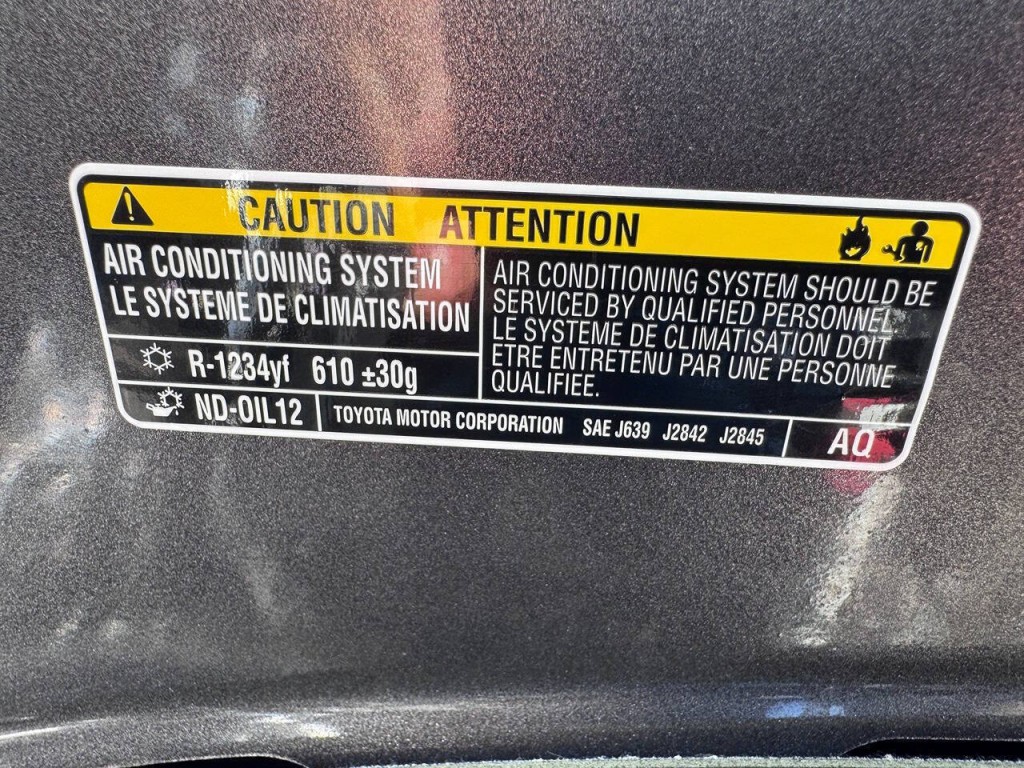 CAUTION ATTENTION
AIR CONDITIONING SYSTEM
LE SYSTEME DE CLIMATISATION
R-1234yf 610 ±30g
ND-OIL12
AIR CONDITIONING SYSTEM SHOULD BE
SERVICED BY QUALIFIED PERSONNEL.
LE SYSTEME DE CLIMATISATION DOIT
ETRE ENTRETENU PAR UNE PERSONNE
QUALIFIEE.
TOYOTA MOTOR CORPORATION SAE J639 J2842 J2845
AQ